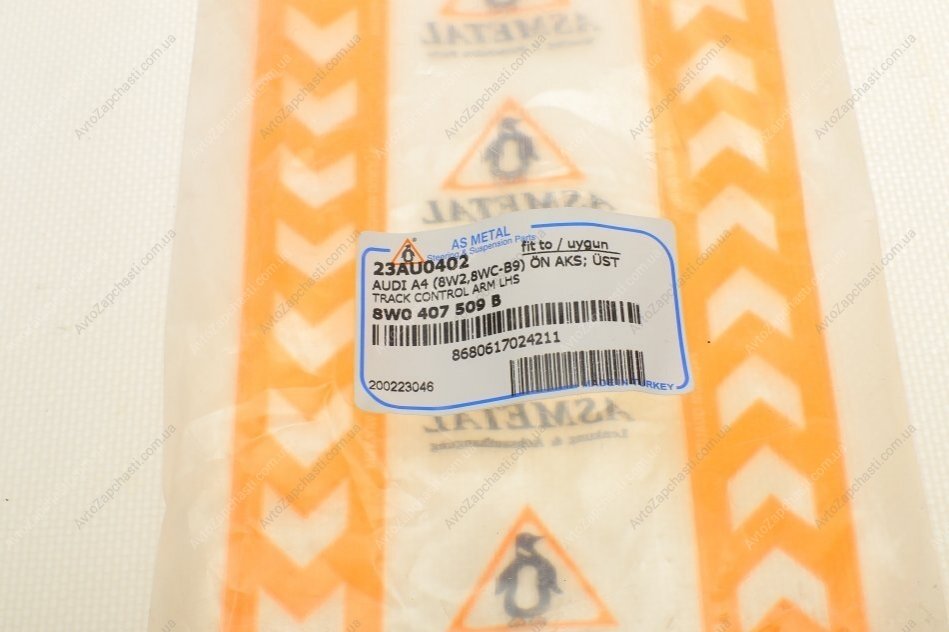 ASMETAL
ASMETAL
AS METAL
Steering & Suspension Parts
fit to / uygun
23AU0402
AUDI A4 (8W2,8WC-B9) ÖN AKS; ÜST
TRACK CONTROL ARM LHS
8W0 407 509 B
8680617024211
200223046
MADE IN TURKEY
ASMETAL
AvtoZapchasti.com.ua